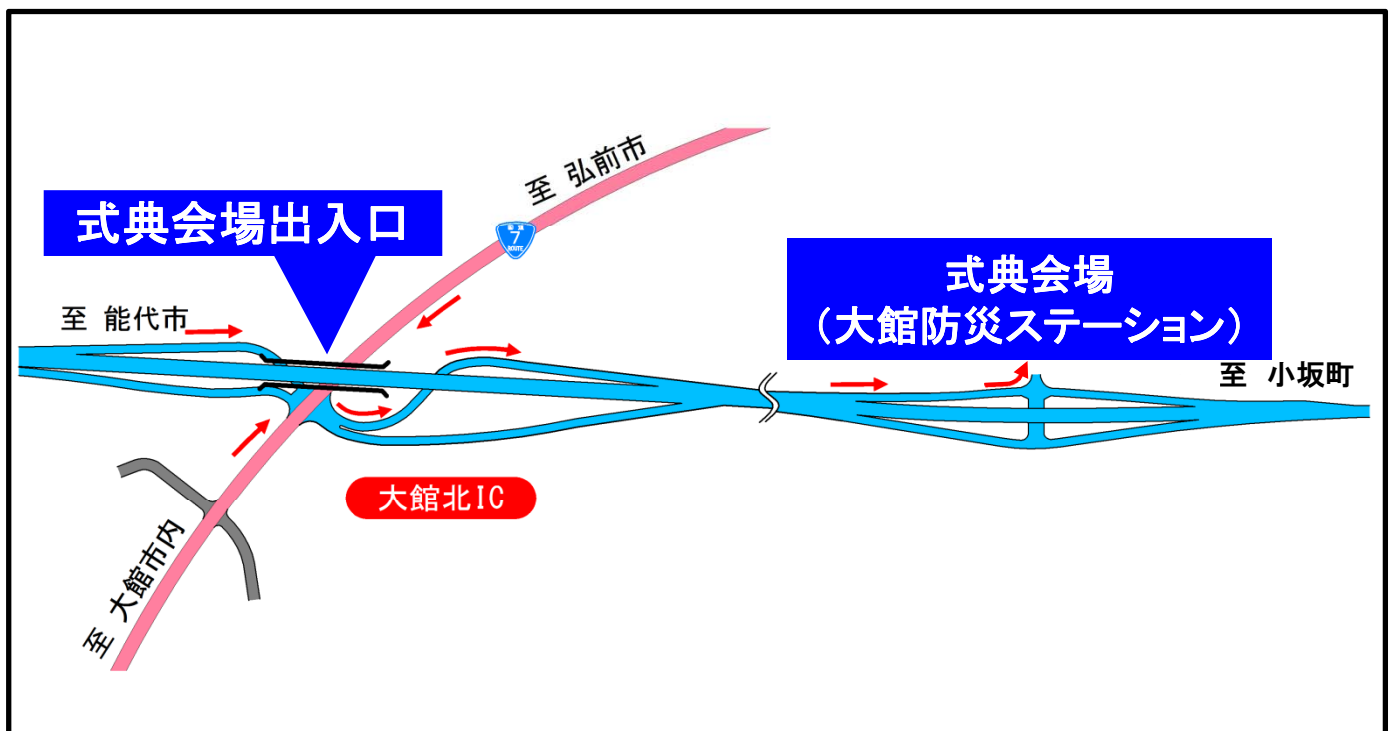 至 弘前市
式典会場出入口
7
ROUTE
式典会場
（大館防災ステーション）
至 能代市
至 小坂町
大館北IC
至 大館市内